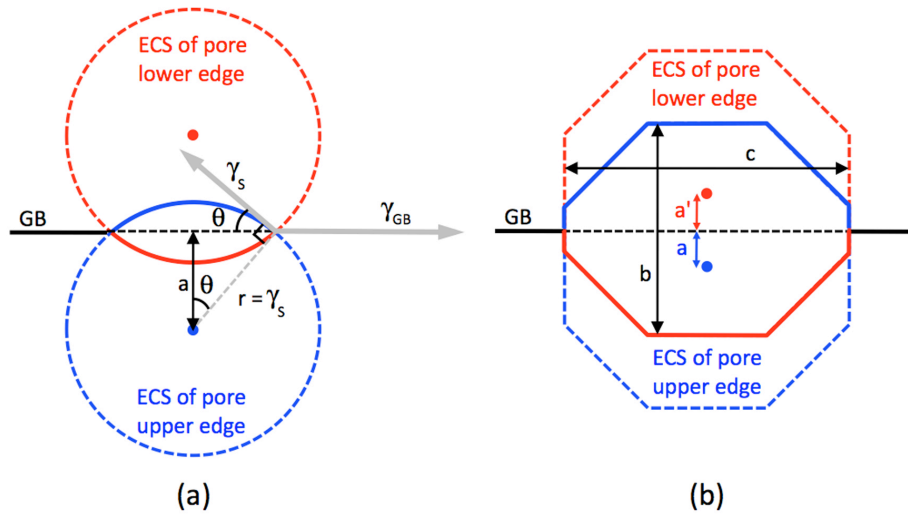 ECS of pore
lower edge
γS
θ
γGB
GB
a
θ
r = γS
ECS of pore
upper edge
(a)
ECS of pore
lower edge
c
GB
a'
a
b
ECS of pore
upper edge
(b)